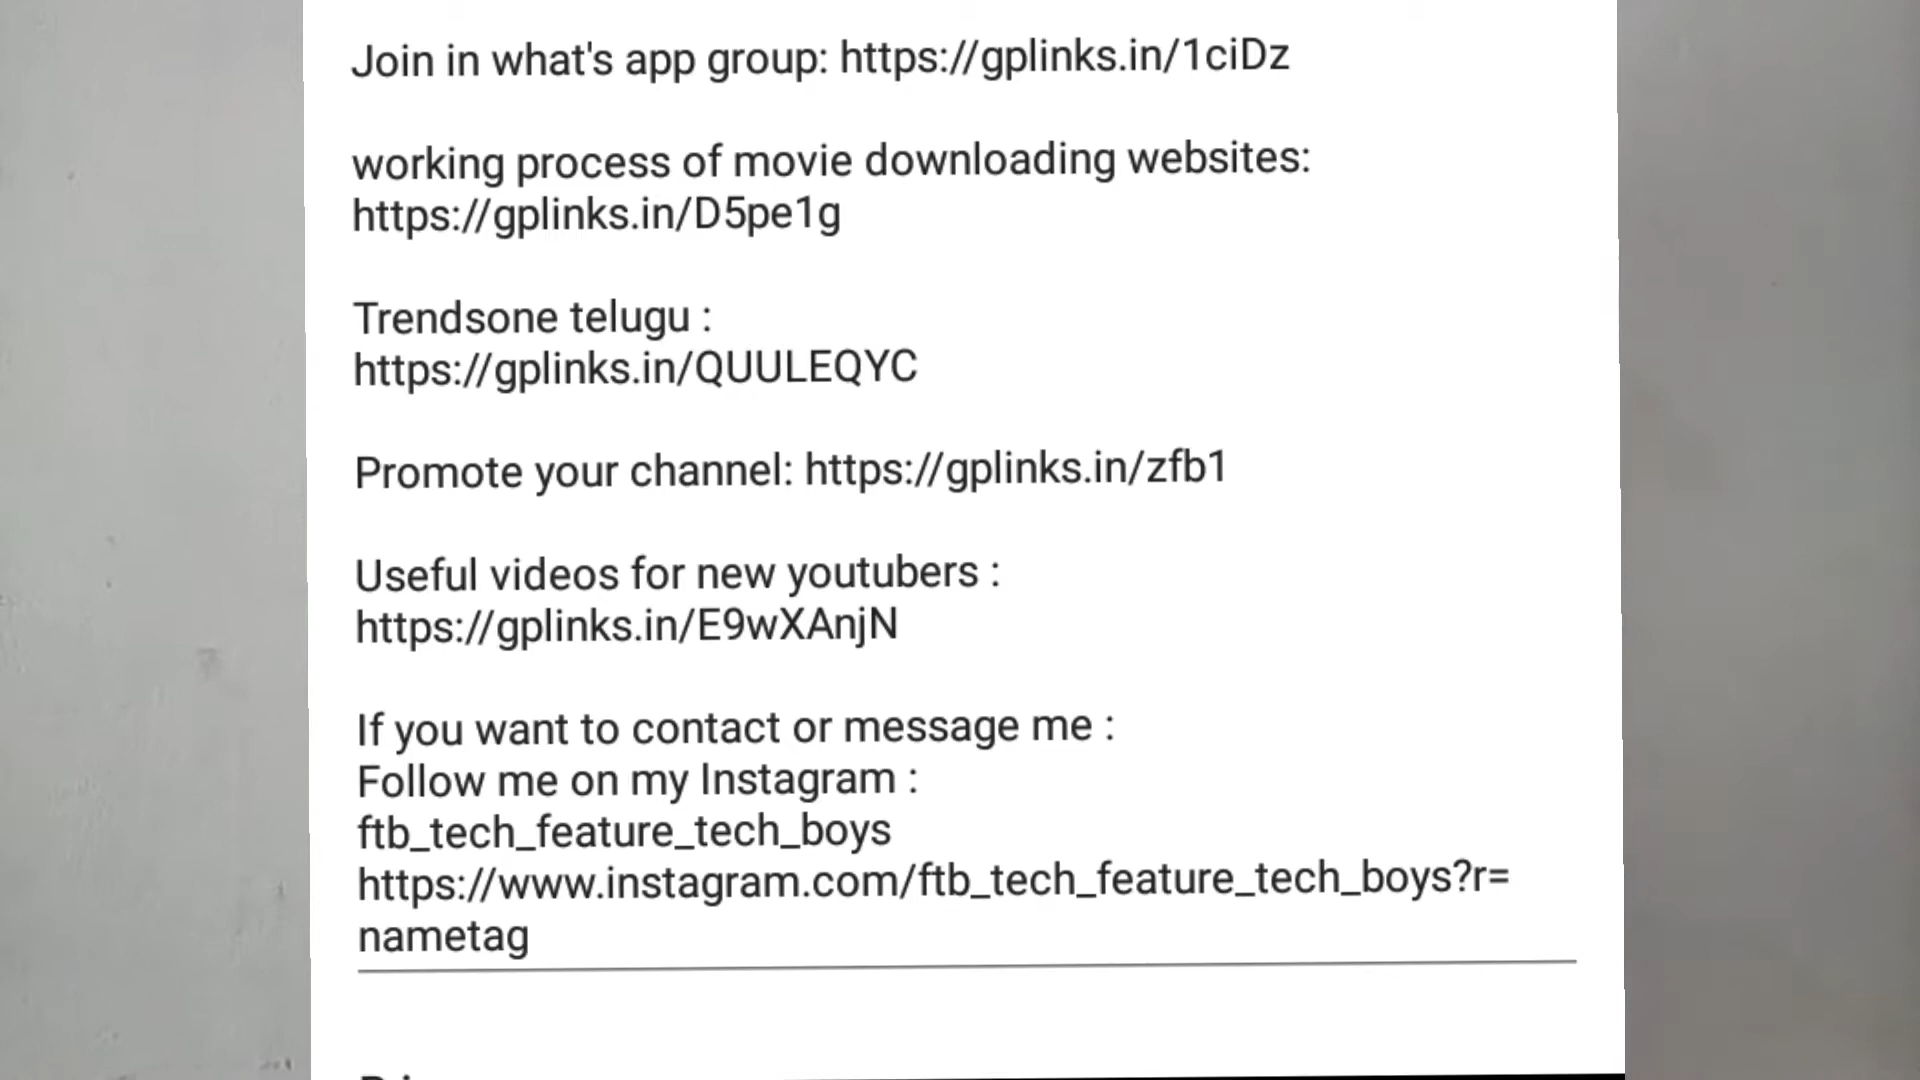 Join in what's app group: https://gplinks.in/1ciDz
working process of movie downloading websites:
https://gplinks.in/D5pe1g
Trendsone telugu :
https://gplinks.in/QUULEQYC
Promote your channel: https://gplinks.in/zfb1
Useful videos for new youtubers :
https://gplinks.in/E9wXAnjN
If you want to contact or message me :
Follow me on my Instagram :
ftb_tech_feature_tech_boys
https://www.instagram.com/ftb_tech_feature_tech_boys?r=
nametag